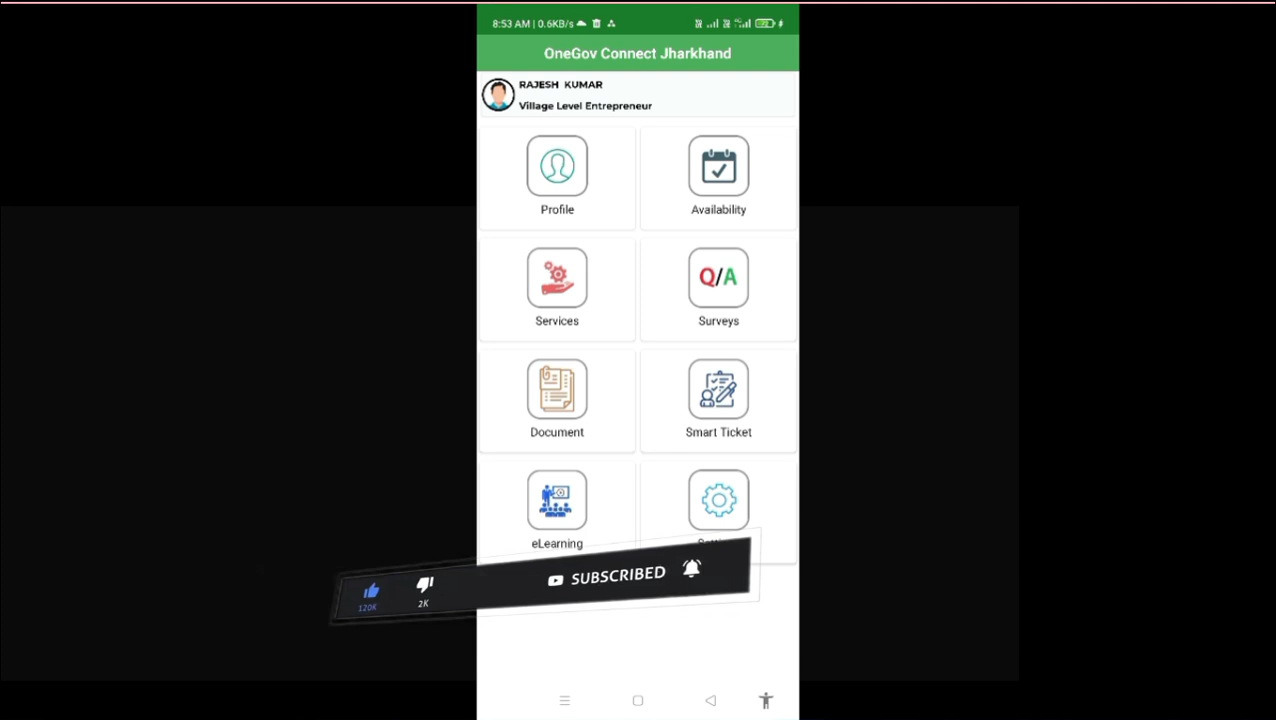 8:53 AM | 0.6KB/s
OneGov Connect Jharkhand
RAJESH KUMAR
Village Level Entrepreneur
Profile
Availability
Services
Q/A
Surveys
Document
Smart Ticket
eLearning
120K
2K
SUBSCRIBED